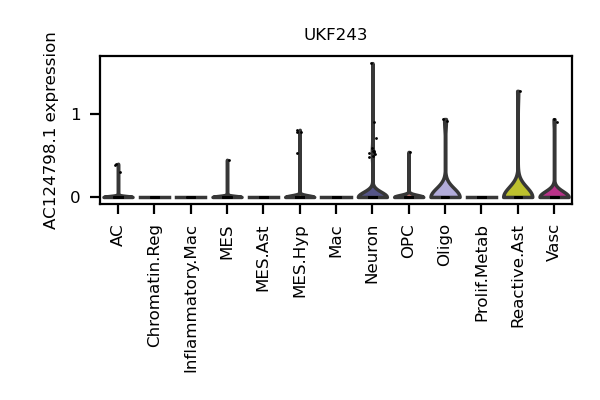 UKF243
AC124798.1 expression
1
0
AC
Chromatin.Reg
Inflammatory.Mac
MES
MES.Ast
MES.Hyp
Mac
Neuron
OPC
Oligo
Prolif.Metab
Reactive.Ast
Vasc